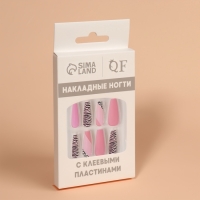 SIMA
LAND
QF
НАКЛАДНЫЕ НОГТИ
С КЛЕЕВЫМИ
ПЛАСТИНАМИ